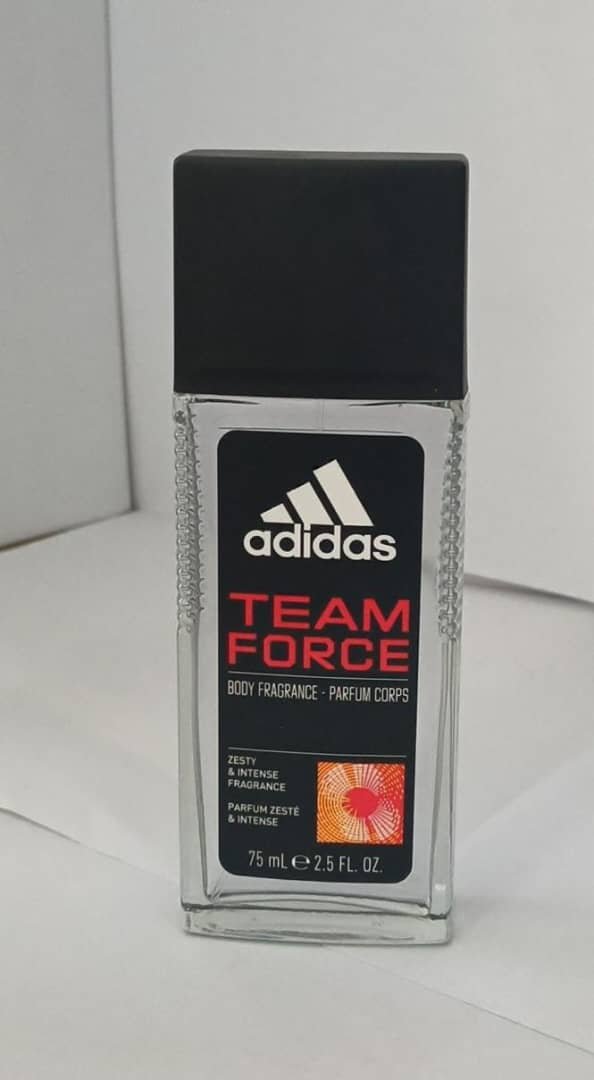 adidas
TEAM
FORCE
BODY FRAGRANCE - PARFUM CORPS
ZESTY
& INTENSE
FRAGRANCE
PARFUM ZESTÉ
& INTENSE
75 mL ℮ 2.5 FL. OZ.